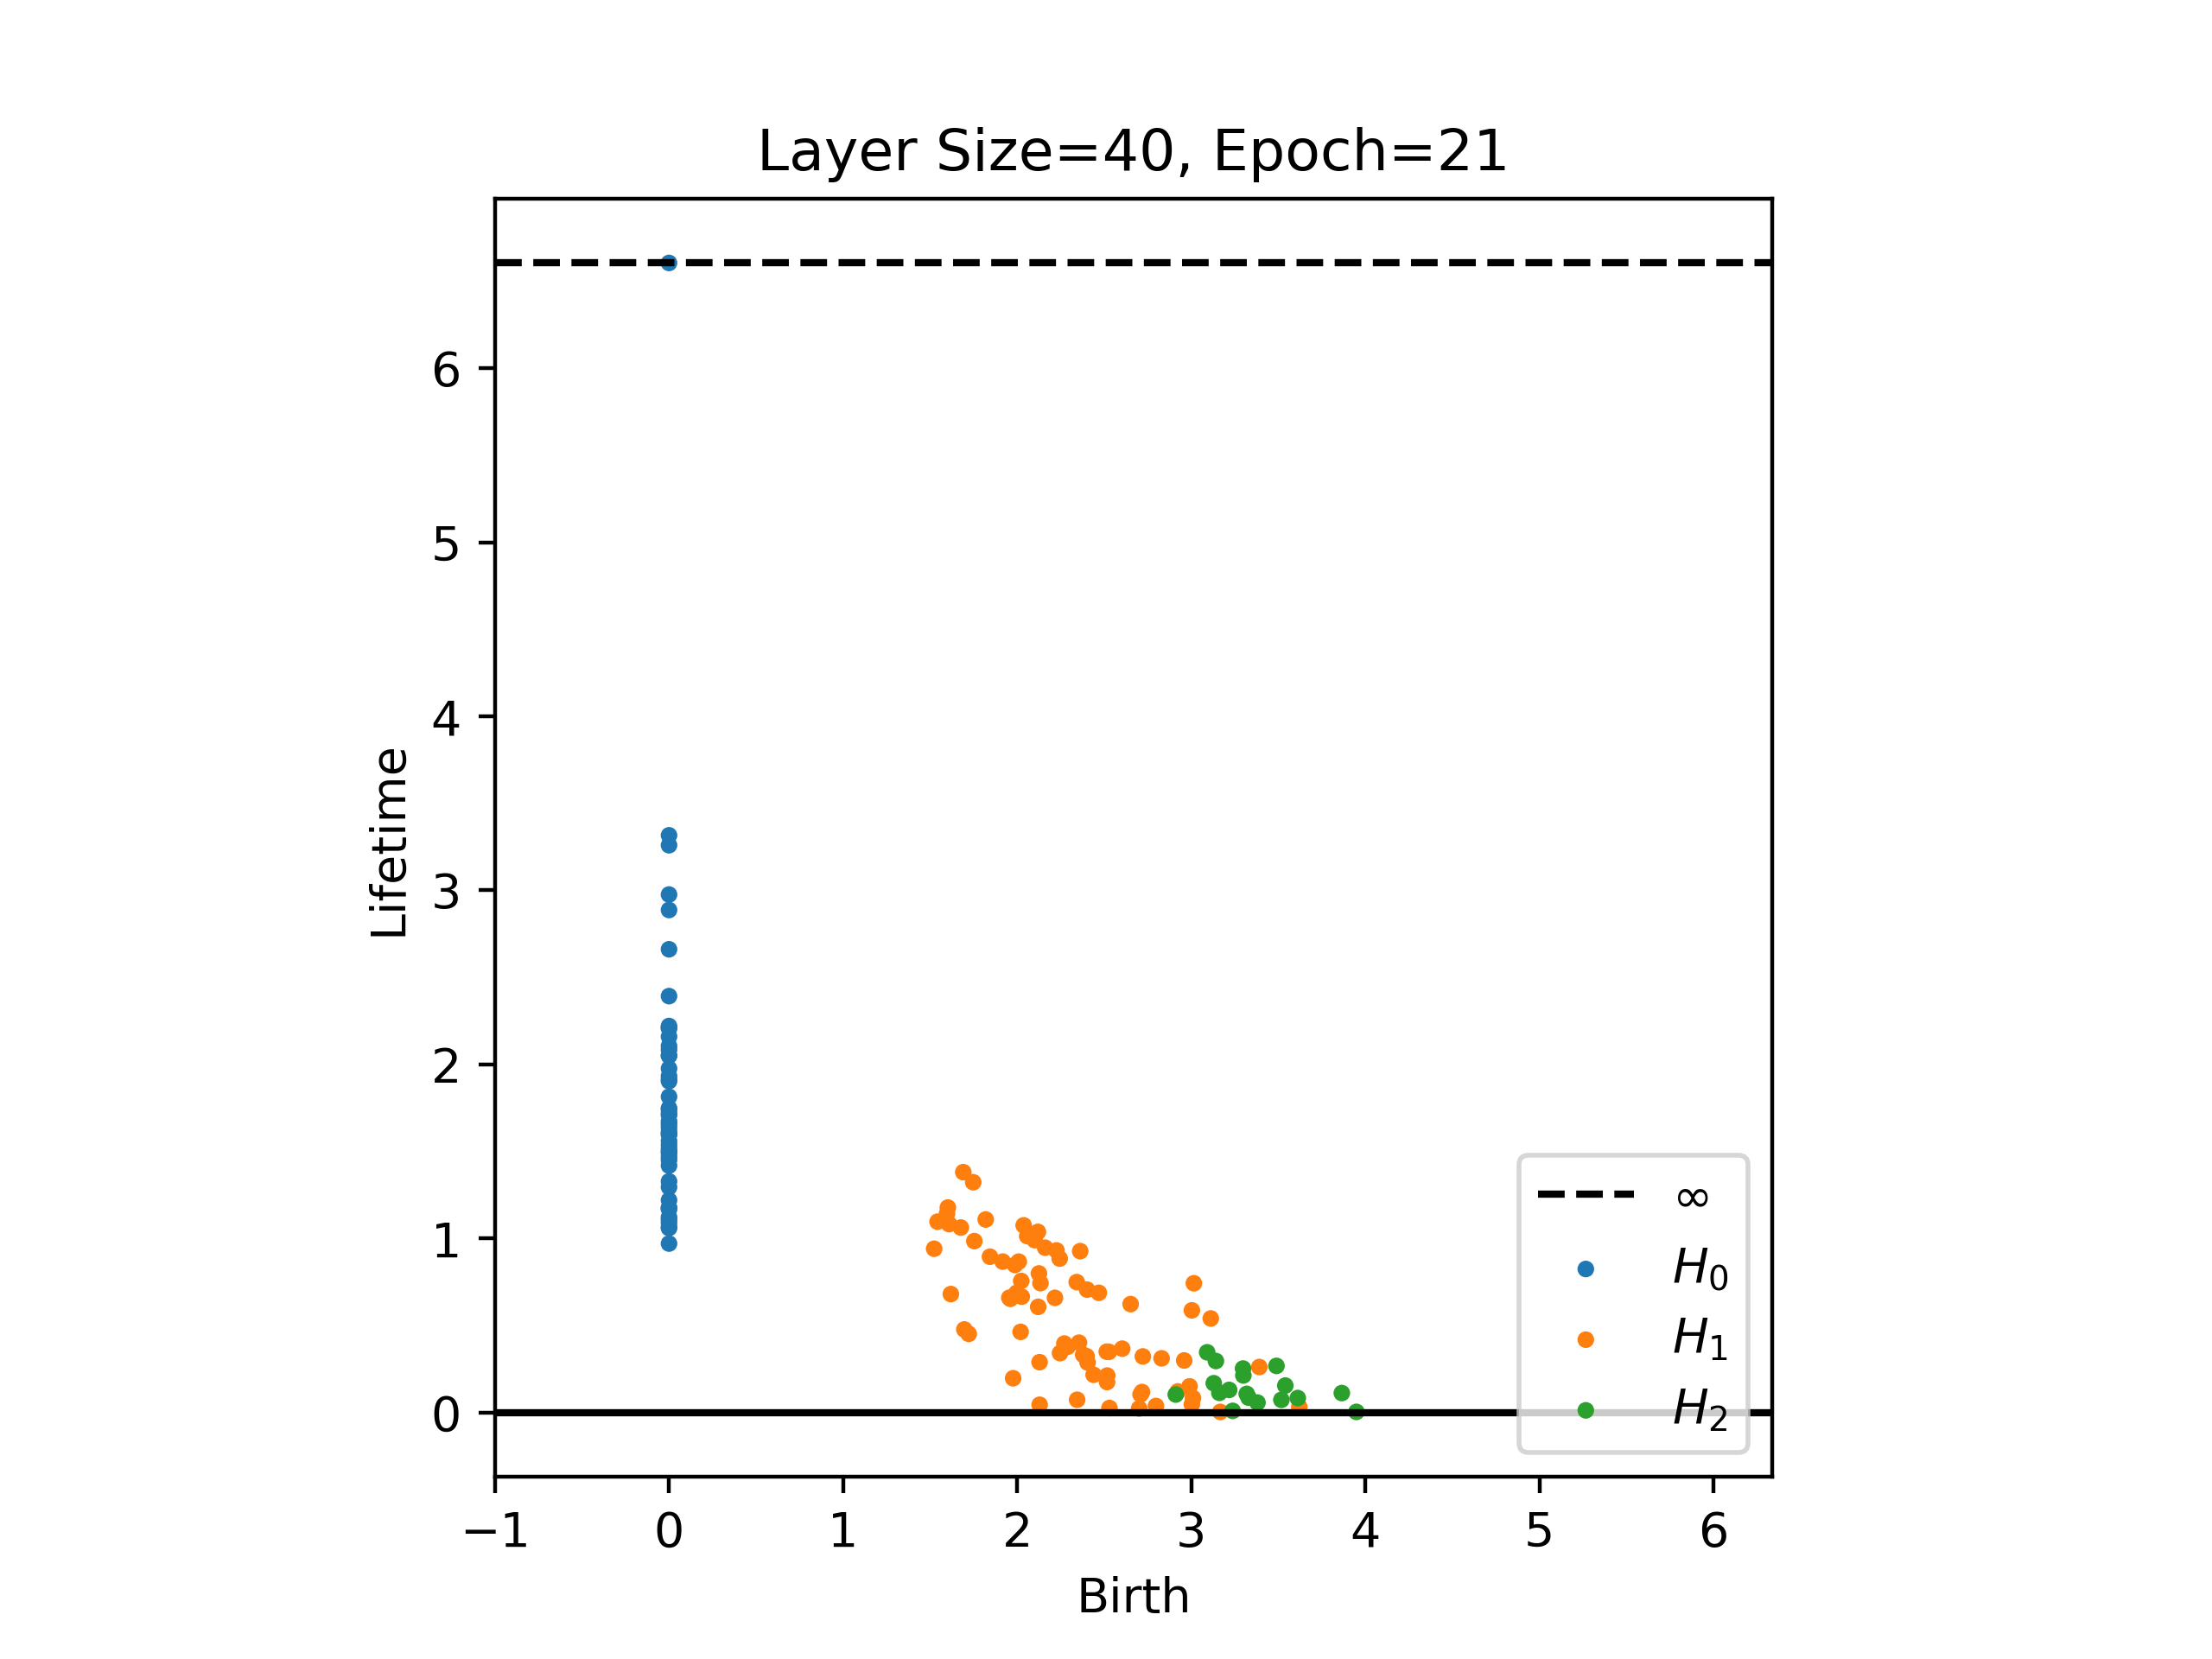 Layer Size=40, Epoch=21
Lifetime
6
5
4
3
2
1
0
−1 0 1 2 3 4 5 6
Birth
∞
H₀
H₁
H₂